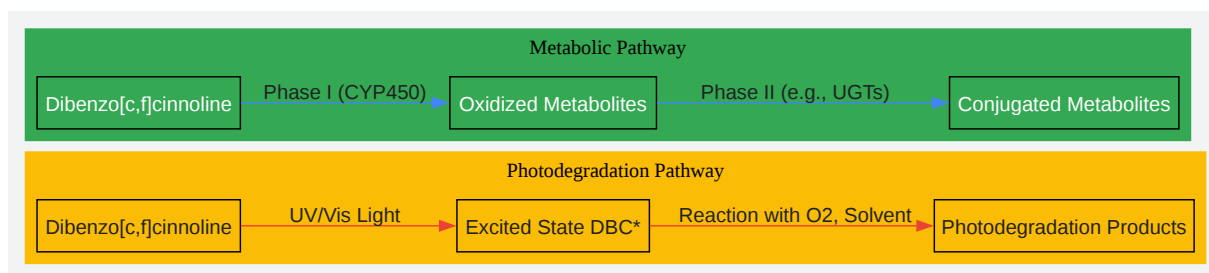 Metabolic Pathway
Dibenzo[c,f]cinnoline Phase I (CYP450) Oxidized Metabolites Phase II (e.g., UGTs) Conjugated Metabolites
Photodegradation Pathway
Dibenzo[c,f]cinnoline UV/Vis Light Excited State DBC* Reaction with O2, Solvent Photodegradation Products